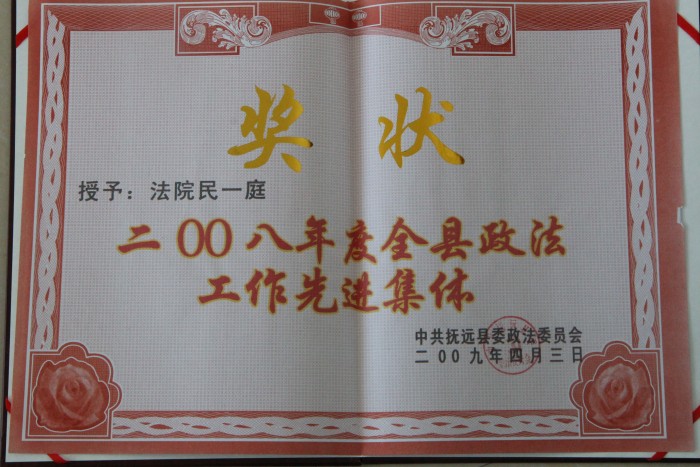 奖状
授予：法院民一庭
二00八年度全县政法
工作先进集体
中共抚远县委政法委员会
二00九年四月三日